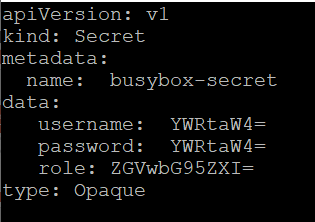 apiVersion: v1
kind: Secret
metadata:
  name:  busybox-secret
data:
   username:  YWRtaW4=
   password:  YWRtaW4=
   role: ZGVwbG95ZXI=
type: Opaque